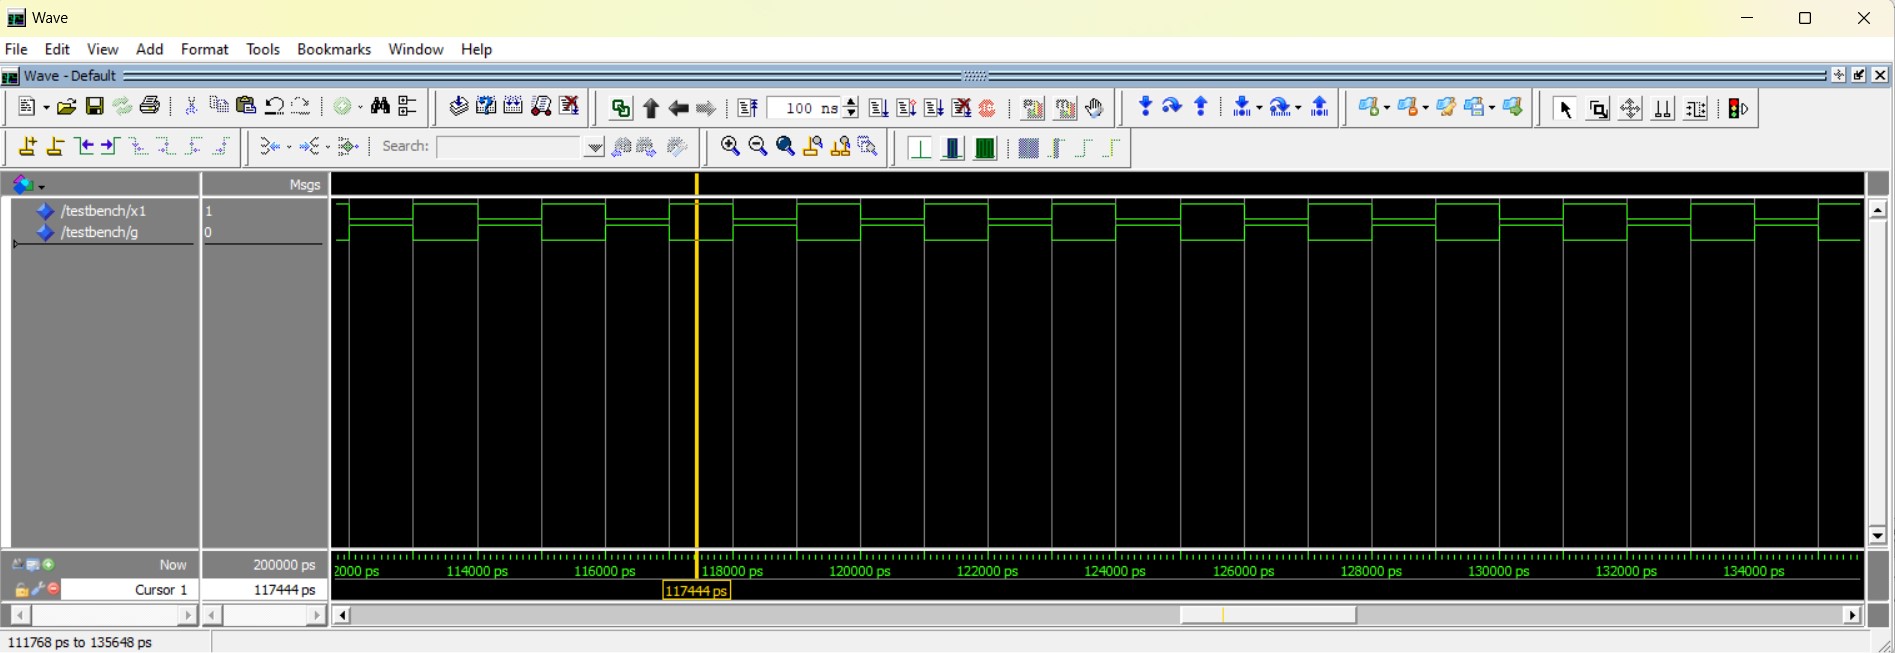 Wave
File Edit View Add Format Tools Bookmarks Window Help
Wave - Default
100 ns
Search:
Msgs
/testbench/x1 1
/testbench/g 0
Now 200000 ps
2000 ps 114000 ps 116000 ps 118000 ps 120000 ps 122000 ps 124000 ps 126000 ps 128000 ps 130000 ps 132000 ps 134000 ps
Cursor 1 117444 ps
117444 ps
111768 ps to 135648 ps